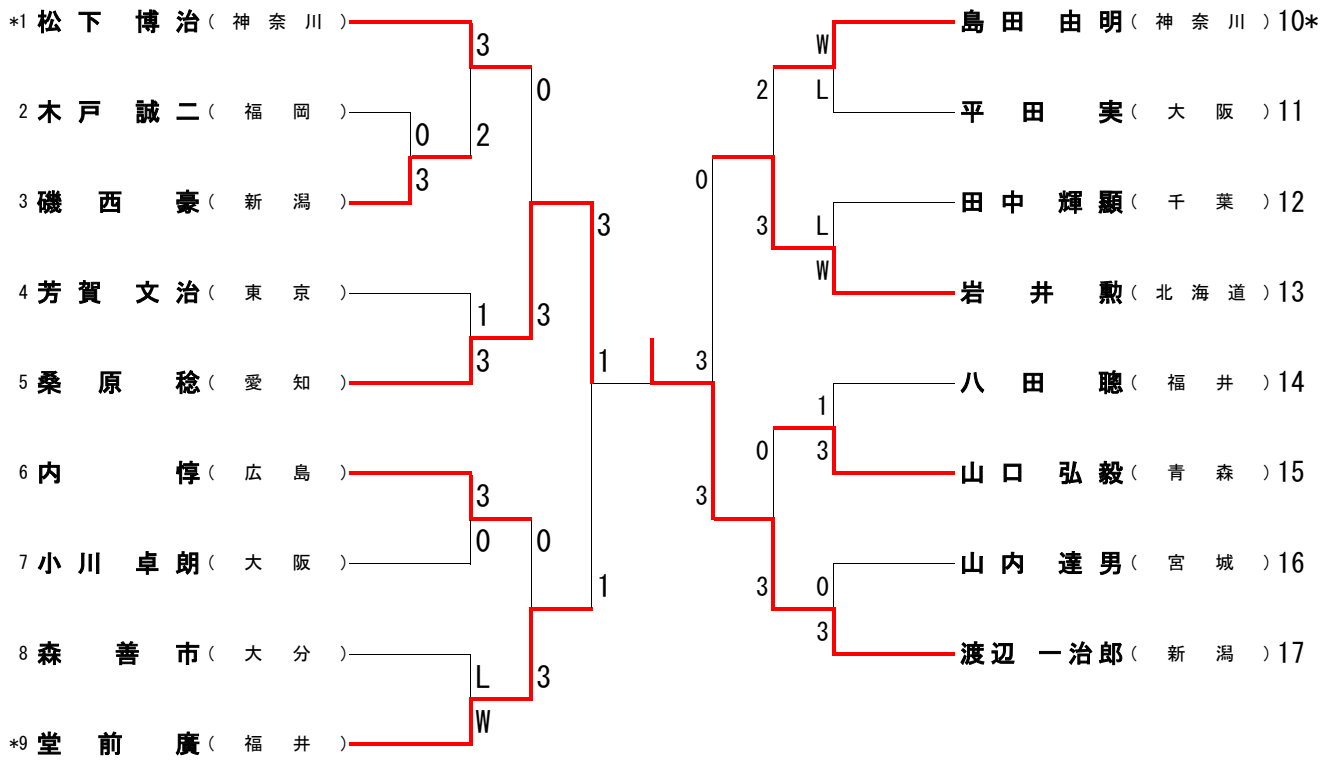 *1 松下 博治 (神奈川)
2 木戸 誠二 (福岡)
3 磯西 豪 (新潟)
4 芳賀 文治 (東京)
5 桑原 稔 (愛知)
6 内 惇 (広島)
7 小川 卓朗 (大阪)
8 森 善市 (大分)
*9 堂前 廣 (福井)
3
0
0
2
3
3
1
3
3
1
3
0
0
1
L
3
W
島田 由明 (神奈川) 10*
平田 実 (大阪) 11
田中 輝顯 (千葉) 12
岩井 勲 (北海道) 13
八田 聰 (福井) 14
山口 弘毅 (青森) 15
山内 達男 (宮城) 16
渡辺 一治郎 (新潟) 17
W
2
L
0
3
L
W
3
1
0
3
3
3
0
3